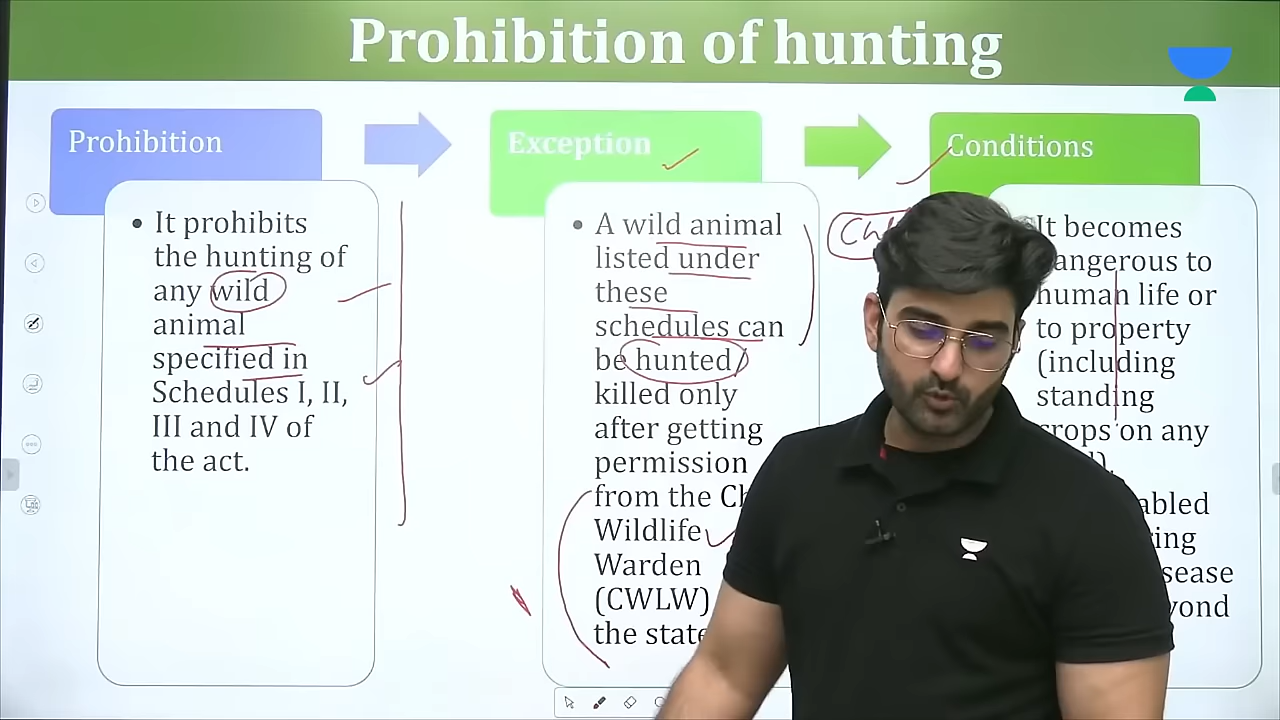 Prohibition of hunting
Prohibition
• It prohibits
the hunting of
any wild
animal
specified in
Schedules I, II,
III and IV of
the act.
Exception
• A wild animal
listed under
these
schedules can
be hunted/
killed only
after getting
permission
from the
Wildlife
Warden
(CWLW)
the state
Conditions
It becomes
to
human life or
to property
(including
standing
crops on any